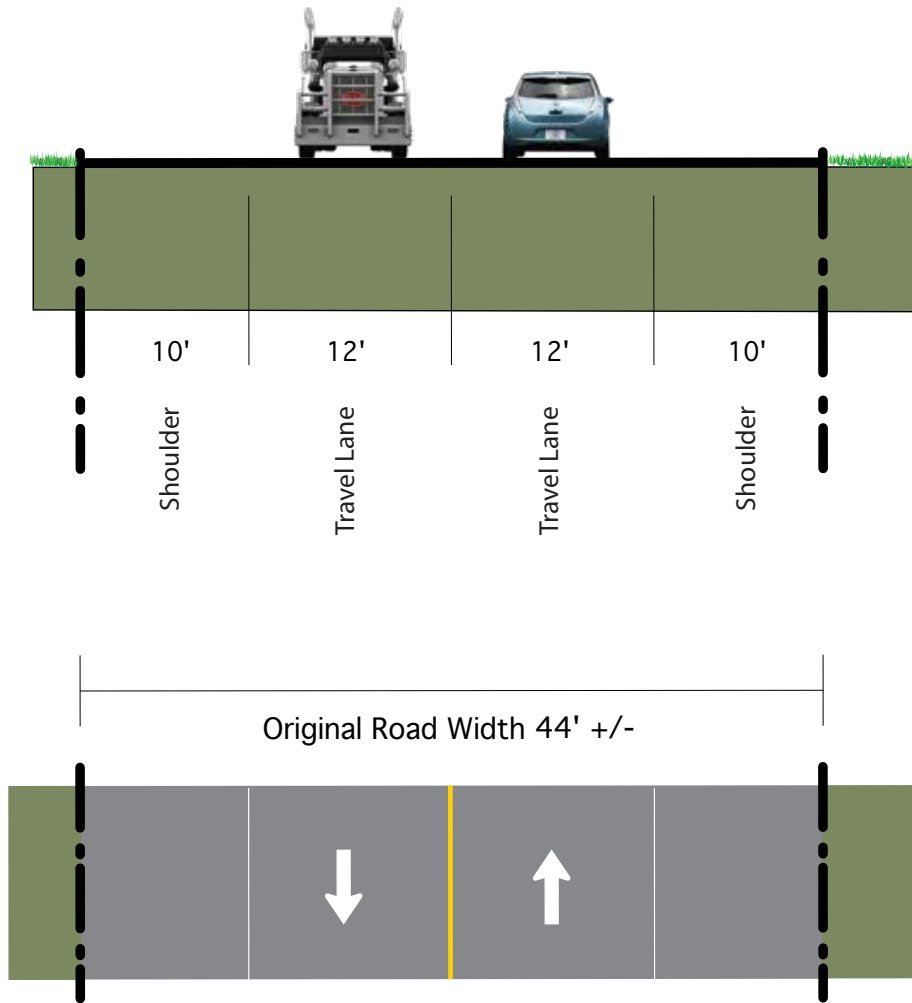 10' 12' 12' 10'
Shoulder
Travel Lane
Travel Lane
Shoulder
Original Road Width 44' +/-